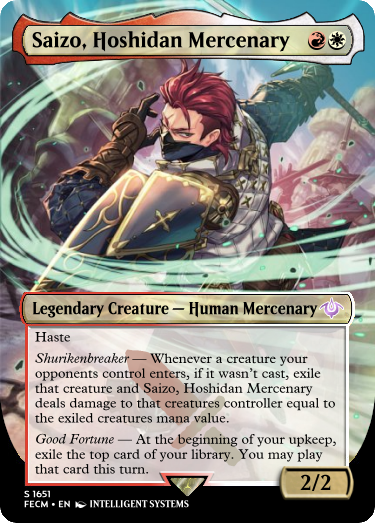 Saizo, Hoshidan Mercenary
Legendary Creature — Human Mercenary
Haste
Shurikenbreaker — Whenever a creature your
opponents control enters, if it wasn't cast, exile
that creature and Saizo, Hoshidan Mercenary
deals damage to that creatures controller equal to
the exiled creatures mana value.
Good Fortune — At the beginning of your upkeep,
exile the top card of your library. You may play
that card this turn.
2/2
S 1651
FECM • EN INTELLIGENT SYSTEMS